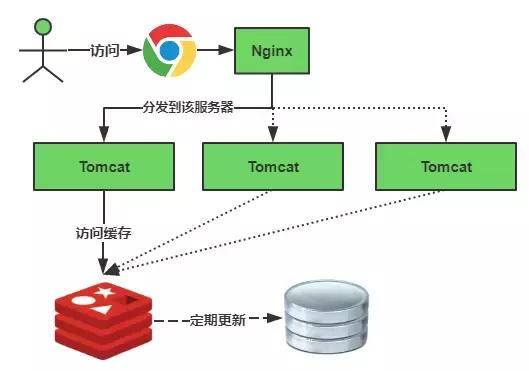 访问
Nginx
分发到该服务器
Tomcat
Tomcat
Tomcat
访问缓存
定期更新